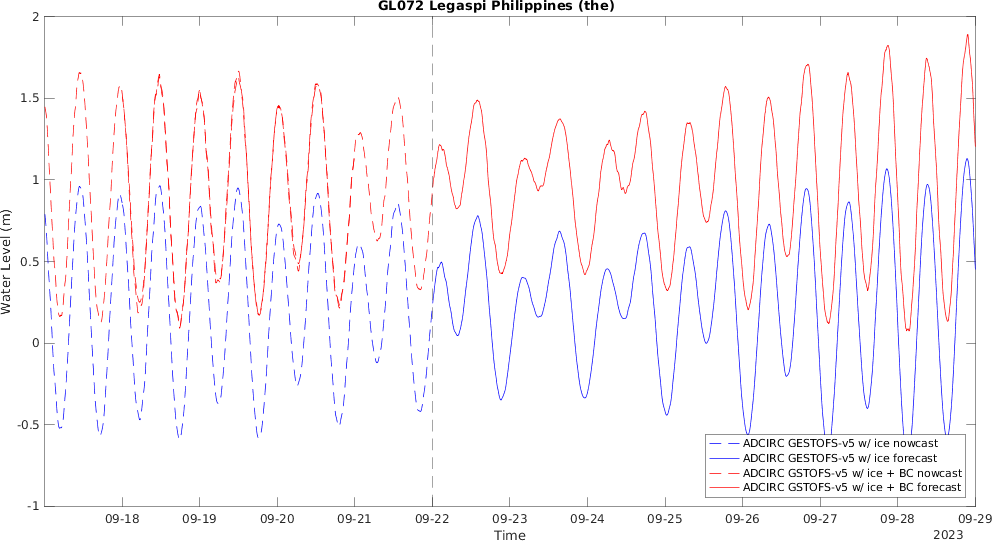 GL072 Legaspi Philippines (the)
2
1.5
1
0.5
0
-0.5
-1
Water Level (m)
ADCIRC GESTOFS-v5 w/ ice nowcast
ADCIRC GESTOFS-v5 w/ ice forecast
ADCIRC GSTOFS-v5 w/ ice + BC nowcast
ADCIRC GSTOFS-v5 w/ ice + BC forecast
09-18 09-19 09-20 09-21 09-22 09-23 09-24 09-25 09-26 09-27 09-28 09-29
Time
2023